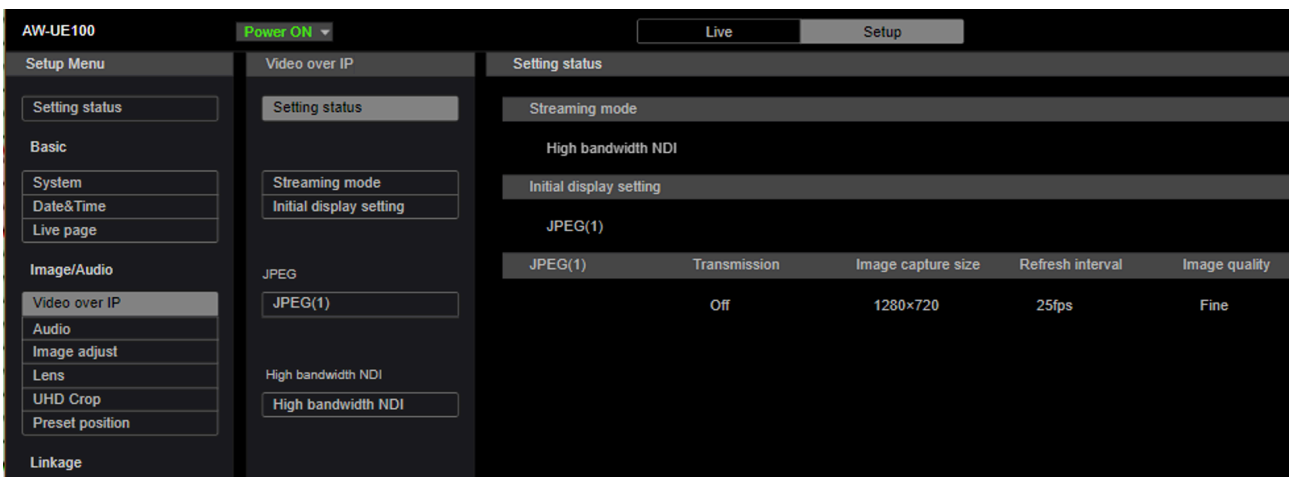 AW-UE100 Power ON Live Setup
Setup Menu
Setting status
Basic
System
Date&Time
Live page
Image/Audio
Video over IP
Audio
Image adjust
Lens
UHD Crop
Preset position
Linkage
Video over IP
Setting status
Streaming mode
Initial display setting
JPEG
JPEG(1)
High bandwidth NDI
High bandwidth NDI
Setting status
Streaming mode
High bandwidth NDI
Initial display setting
JPEG(1)
JPEG(1) Transmission Image capture size Refresh interval Image quality
Off 1280×720 25fps Fine